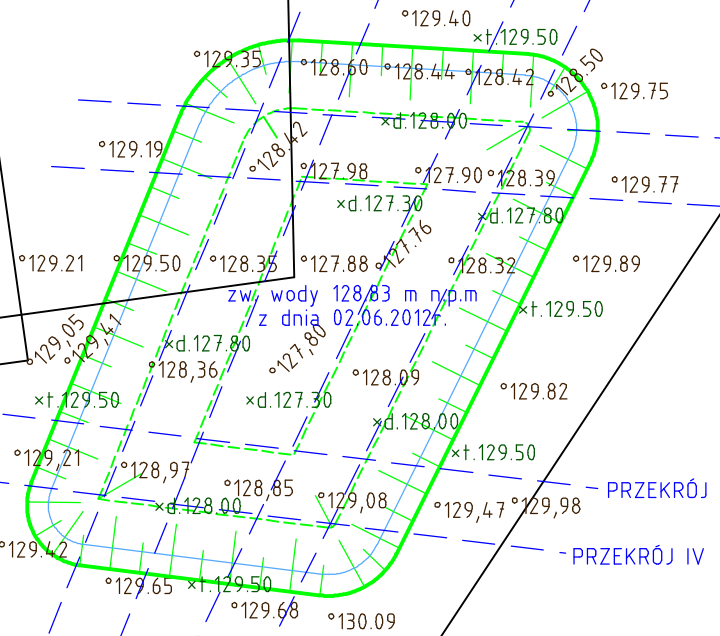 °129.40
×t.129.50
°129.35
°128.60
°128.44
°128.42
°128.50
°129.75
×d.128.00
°128.42
°129.19
°127.98
°127.90
°128.39
°129.77
×d.127.30
×d.127.80
°127.76
°129.21
°129.50
°128.35
°127.88
°128.32
°129.89
zw. wody 128,83 m n.p.m
z dnia 02.06.2012r.
×t.129.50
°129,05
°129,41
×d.127.80
°127,80
°128,36
°128.09
°129.82
×t.129.50
×d.127.30
×d.128.00
×t.129.50
°129,21
°128,97
°128,85
°129,08
PRZEKRÓJ
×d.128.00
°129,47
°129,98
°129.42
PRZEKRÓJ IV
°129.65
×t.129.50
°129.68
°130.09